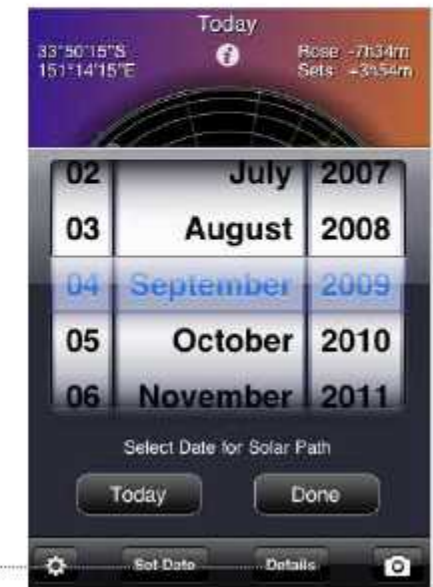 Today
33°50'15"S Rose -7h34m
151°14'15"E Sets +3h54m
02 July 2007
03 August 2008
04 September 2009
05 October 2010
06 November 2011
Select Date for Solar Path
Today Done
Set Date Details